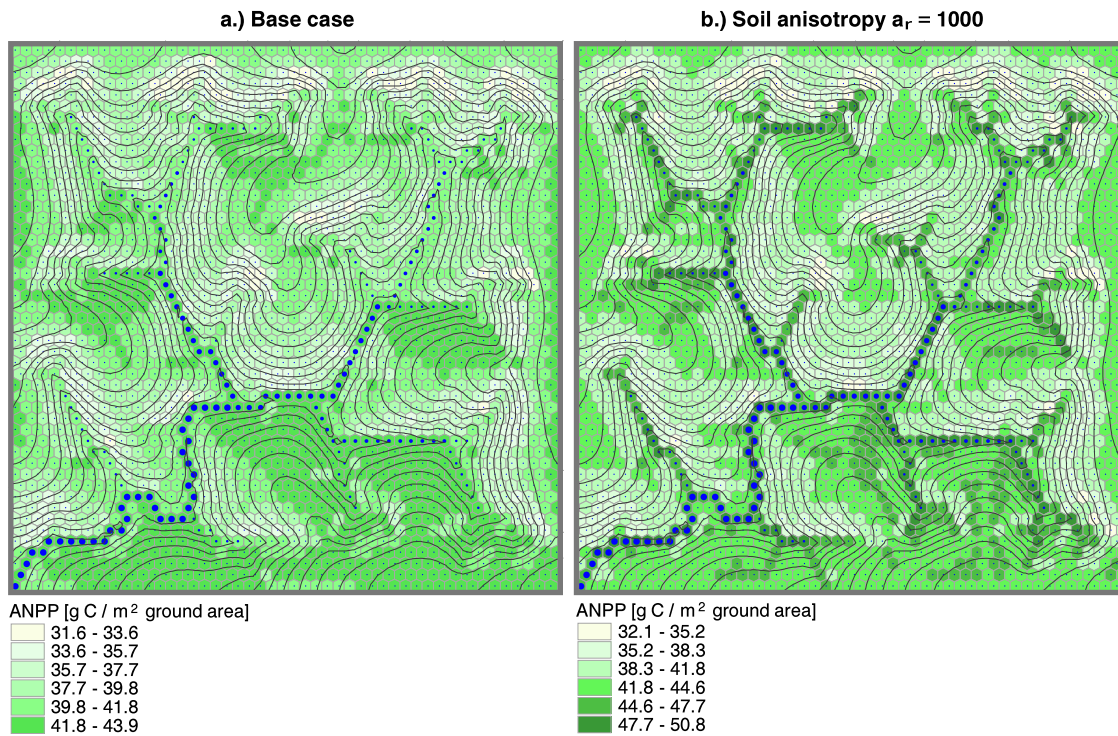 a.) Base case
b.) Soil anisotropy aᵣ = 1000
ANPP [g C / m² ground area]
31.6 - 33.6
33.6 - 35.7
35.7 - 37.7
37.7 - 39.8
39.8 - 41.8
41.8 - 43.9
ANPP [g C / m² ground area]
32.1 - 35.2
35.2 - 38.3
38.3 - 41.8
41.8 - 44.6
44.6 - 47.7
47.7 - 50.8